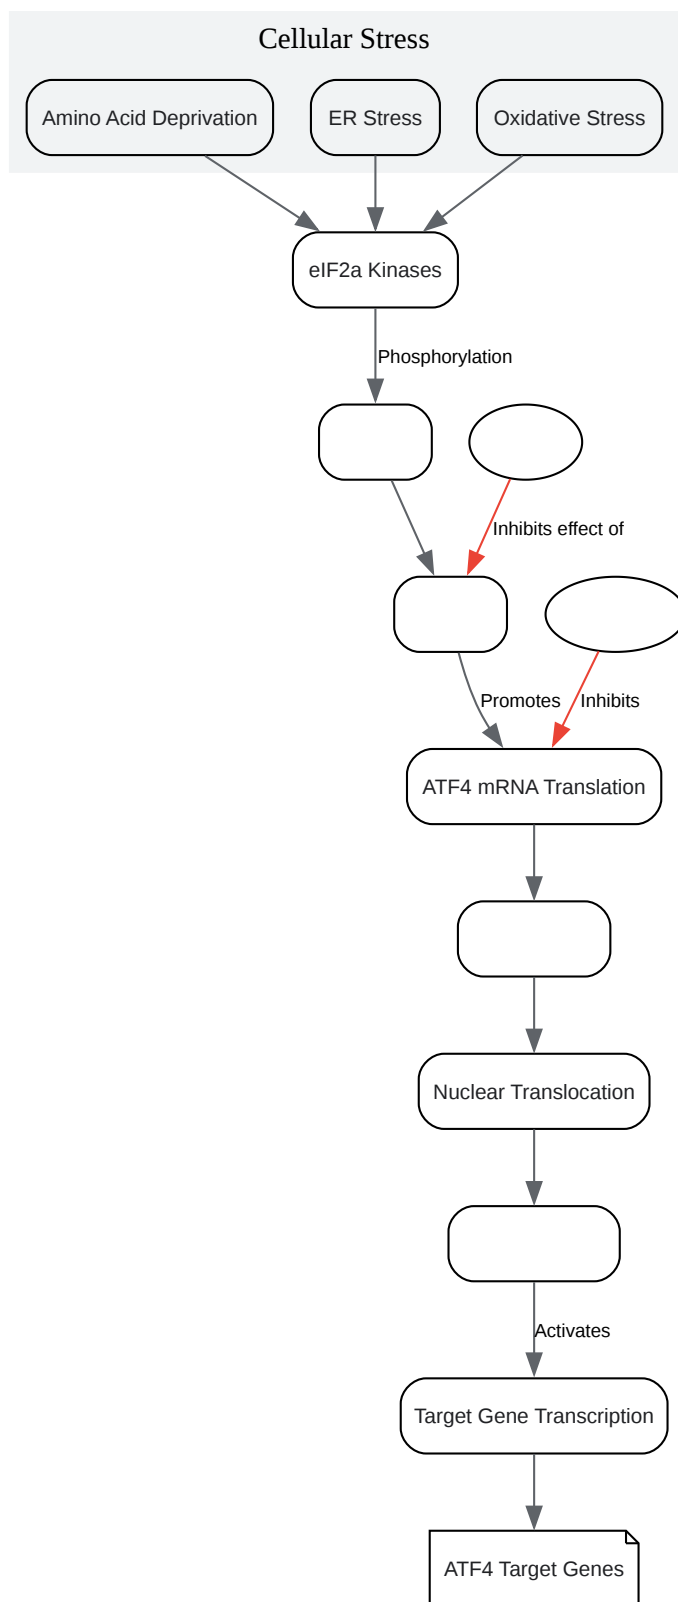 Cellular Stress
Amino Acid Deprivation
ER Stress
Oxidative Stress
eIF2a Kinases
Phosphorylation
Inhibits effect of
Promotes
Inhibits
ATF4 mRNA Translation
Nuclear Translocation
Activates
Target Gene Transcription
ATF4 Target Genes